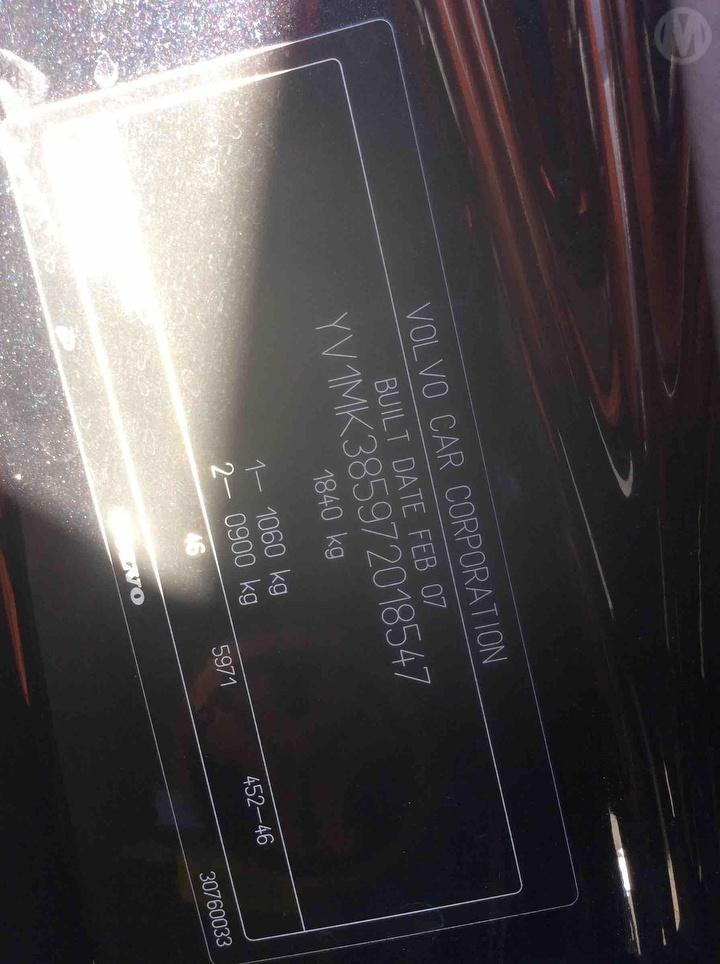 VOLVO CAR CORPORATION
BUILT DATE FEB 07
YV1MK385972018547
1840 kg
1— 1060 kg
2— 0900 kg
46 5971 452-46
30760033
M